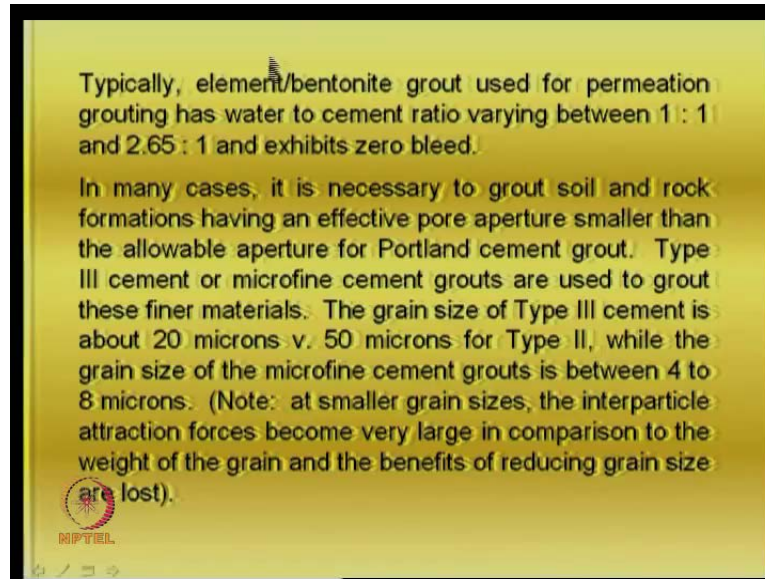 Typically, element/bentonite grout used for permeation
grouting has water to cement ratio varying between 1 : 1
and 2.65 : 1 and exhibits zero bleed.
In many cases, it is necessary to grout soil and rock
formations having an effective pore aperture smaller than
the allowable aperture for Portland cement grout. Type
III cement or microfine cement grouts are used to grout
these finer materials. The grain size of Type III cement is
about 20 microns v. 50 microns for Type II, while the
grain size of the microfine cement grouts is between 4 to
8 microns. (Note: at smaller grain sizes, the interparticle
attraction forces become very large in comparison to the
weight of the grain and the benefits of reducing grain size
are lost).
NPTEL